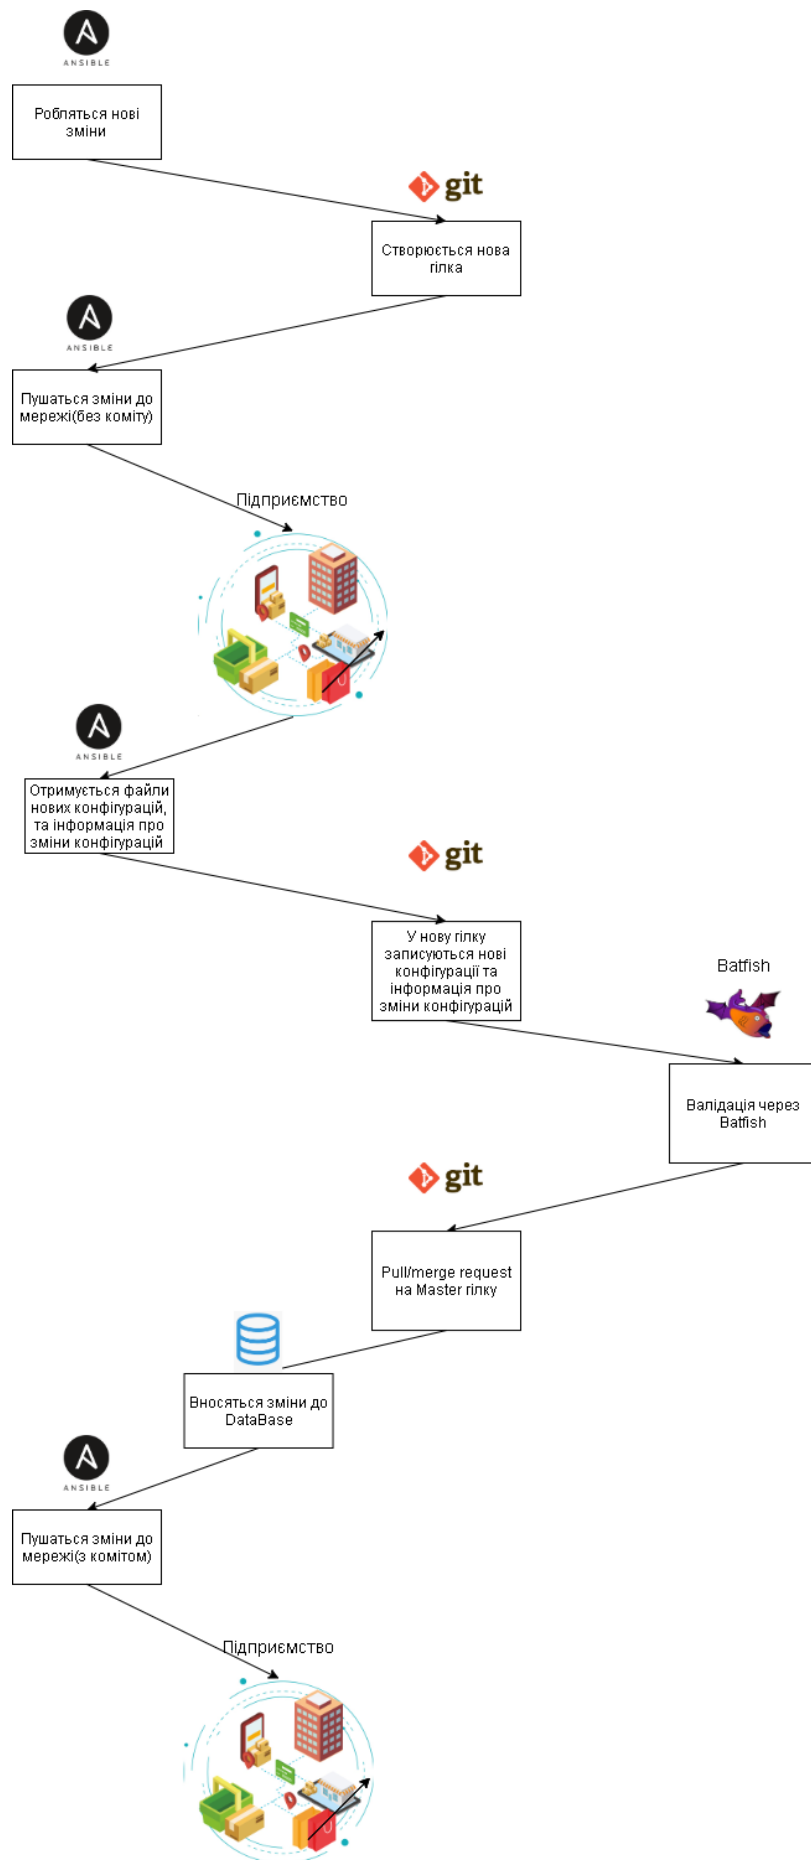 ANSIBLE
Робляться нові
зміни
git
Створюється нова
гілка
ANSIBLE
Пушаться зміни до
мережі(без коміту)
Підприємство
ANSIBLE
Отримується файли
нових конфігурацій,
та інформація про
зміни конфігурацій
git
У нову гілку
записуються нові
конфігурації та
інформація про
зміни конфігурацій
Batfish
Валідація через
Batfish
git
Pull/merge request
на Master гілку
Вносяться зміни до
DataBase
ANSIBLE
Пушаться зміни до
мережі(з комітом)
Підприємство